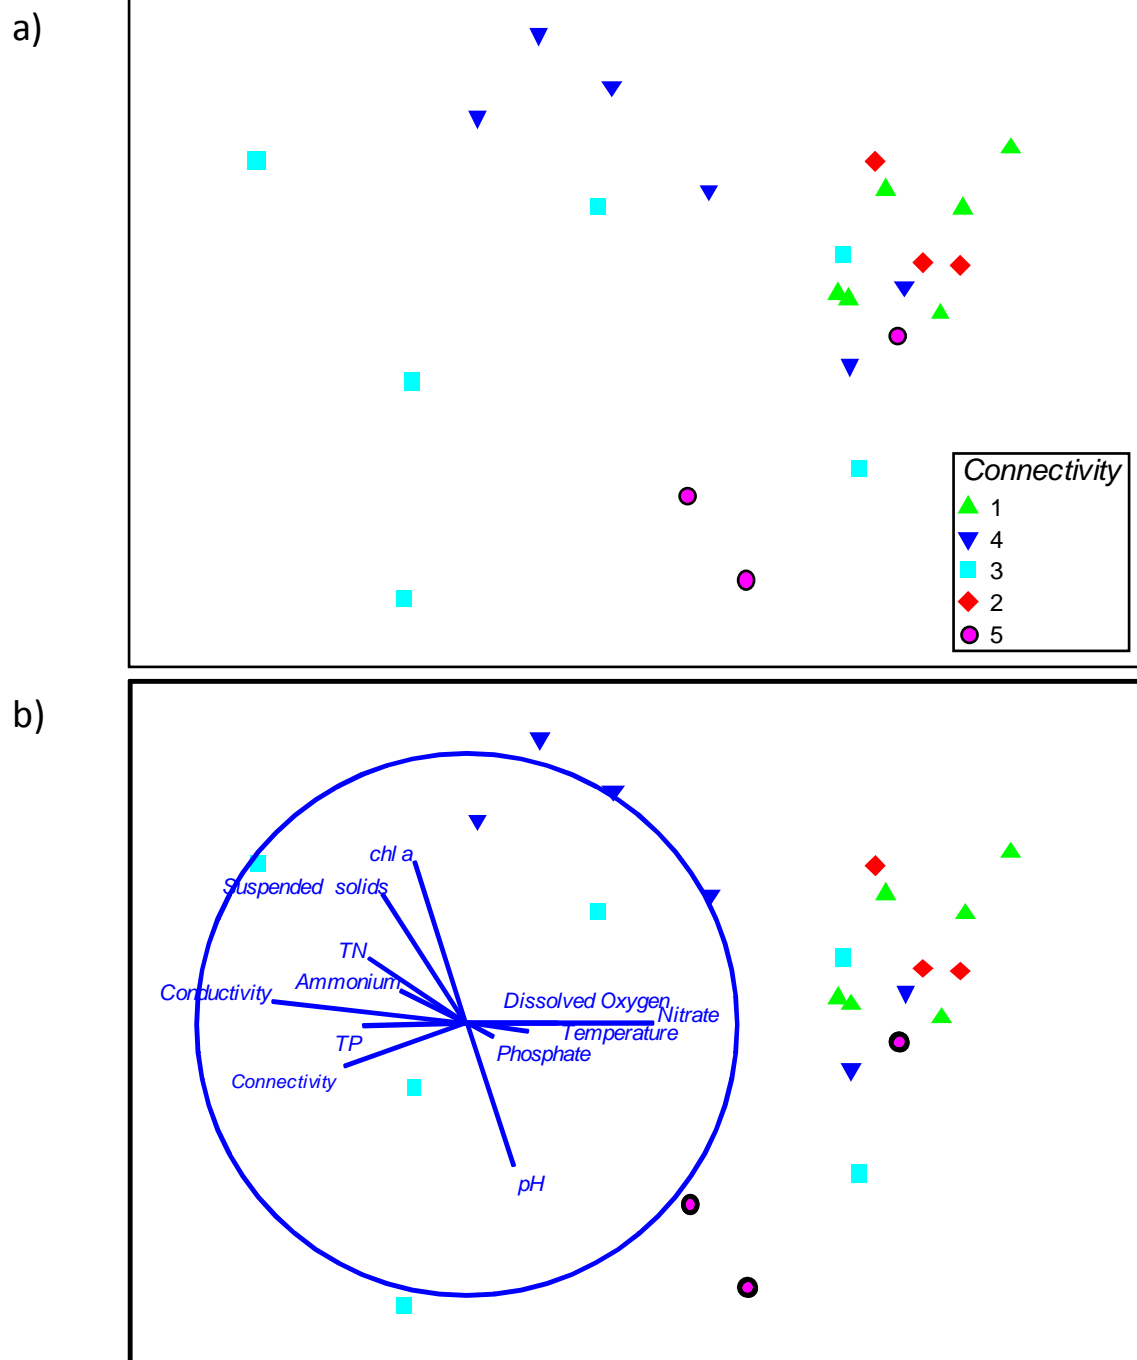 a)
Connectivity
1
4
3
2
5
b)
chl a
Suspended solids
TN
Ammonium
Conductivity
Dissolved Oxygen
Nitrate
Temperature
TP
Phosphate
Connectivity
pH